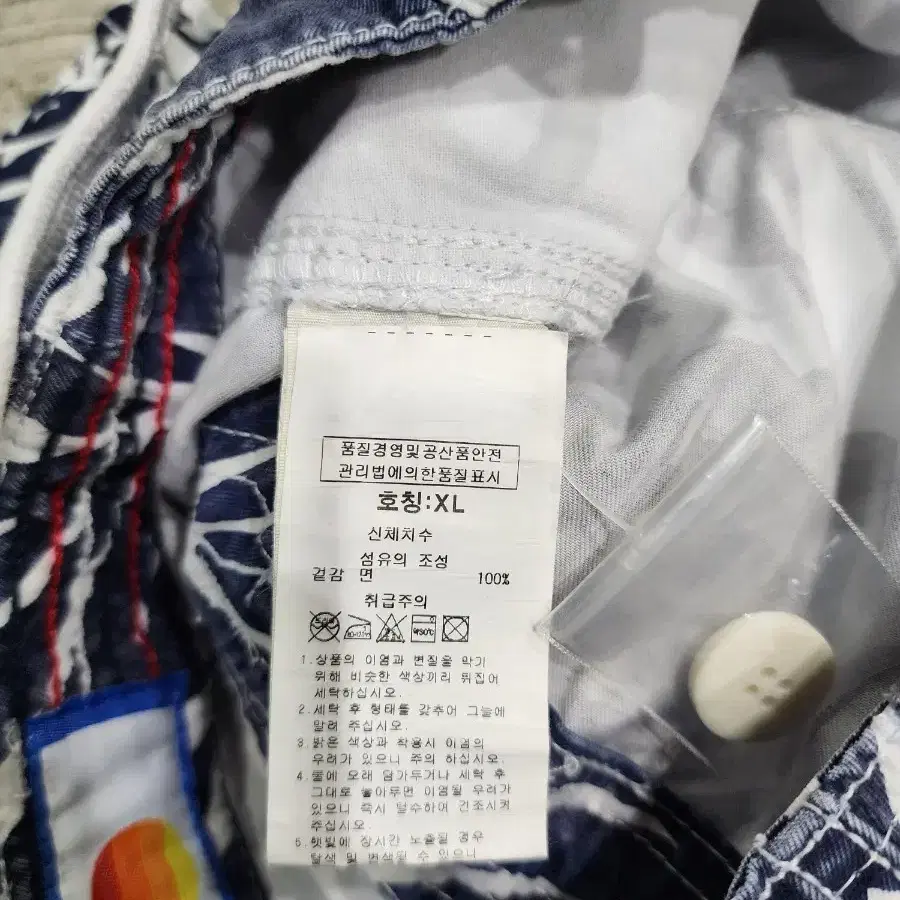 품질경영및공산품안전
관리법에의한품질표시
호칭:XL
신체치수
섬유의 조성
겉감 면 100%
취급주의
약30℃
1.상품의 이염과 변질을 막기
위해 비슷한 색상끼리 뒤집어
세탁하십시오.
2.세탁 후 형태를 갖추어 그늘에
말려 주십시오.
3.밝은 색상과 착용시 이염의
우려가 있으니 주의 하십시오.
4.물에 오래 담가두거나 세탁 후
그대로 놓아두면 이염될 우려가
있으니 즉시 탈수하여 건조시켜
주십시오.
5.햇빛에 장시간 노출될 경우
탈색 및 변색될 수 있습니다.